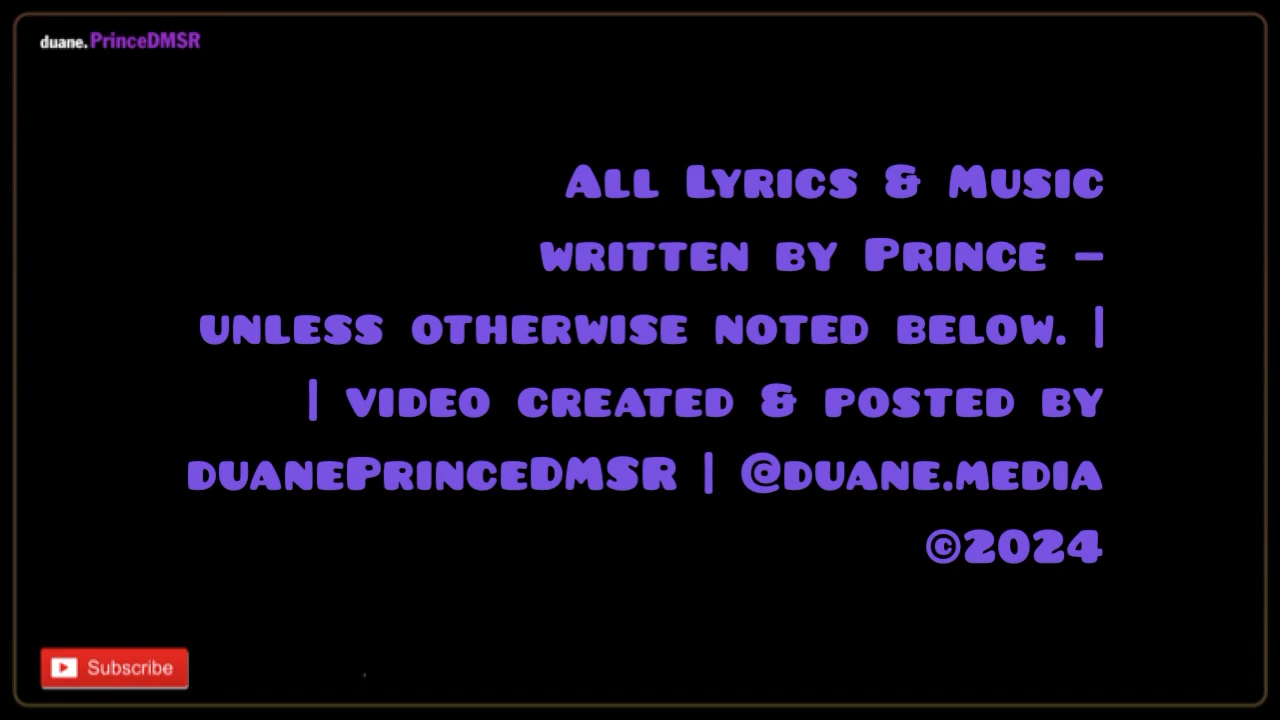 duane.PrinceDMSR
All Lyrics & Music
written by Prince –
unless otherwise noted below. |
| video created & posted by
duanePrinceDMSR | @duane.media
©2024
Subscribe